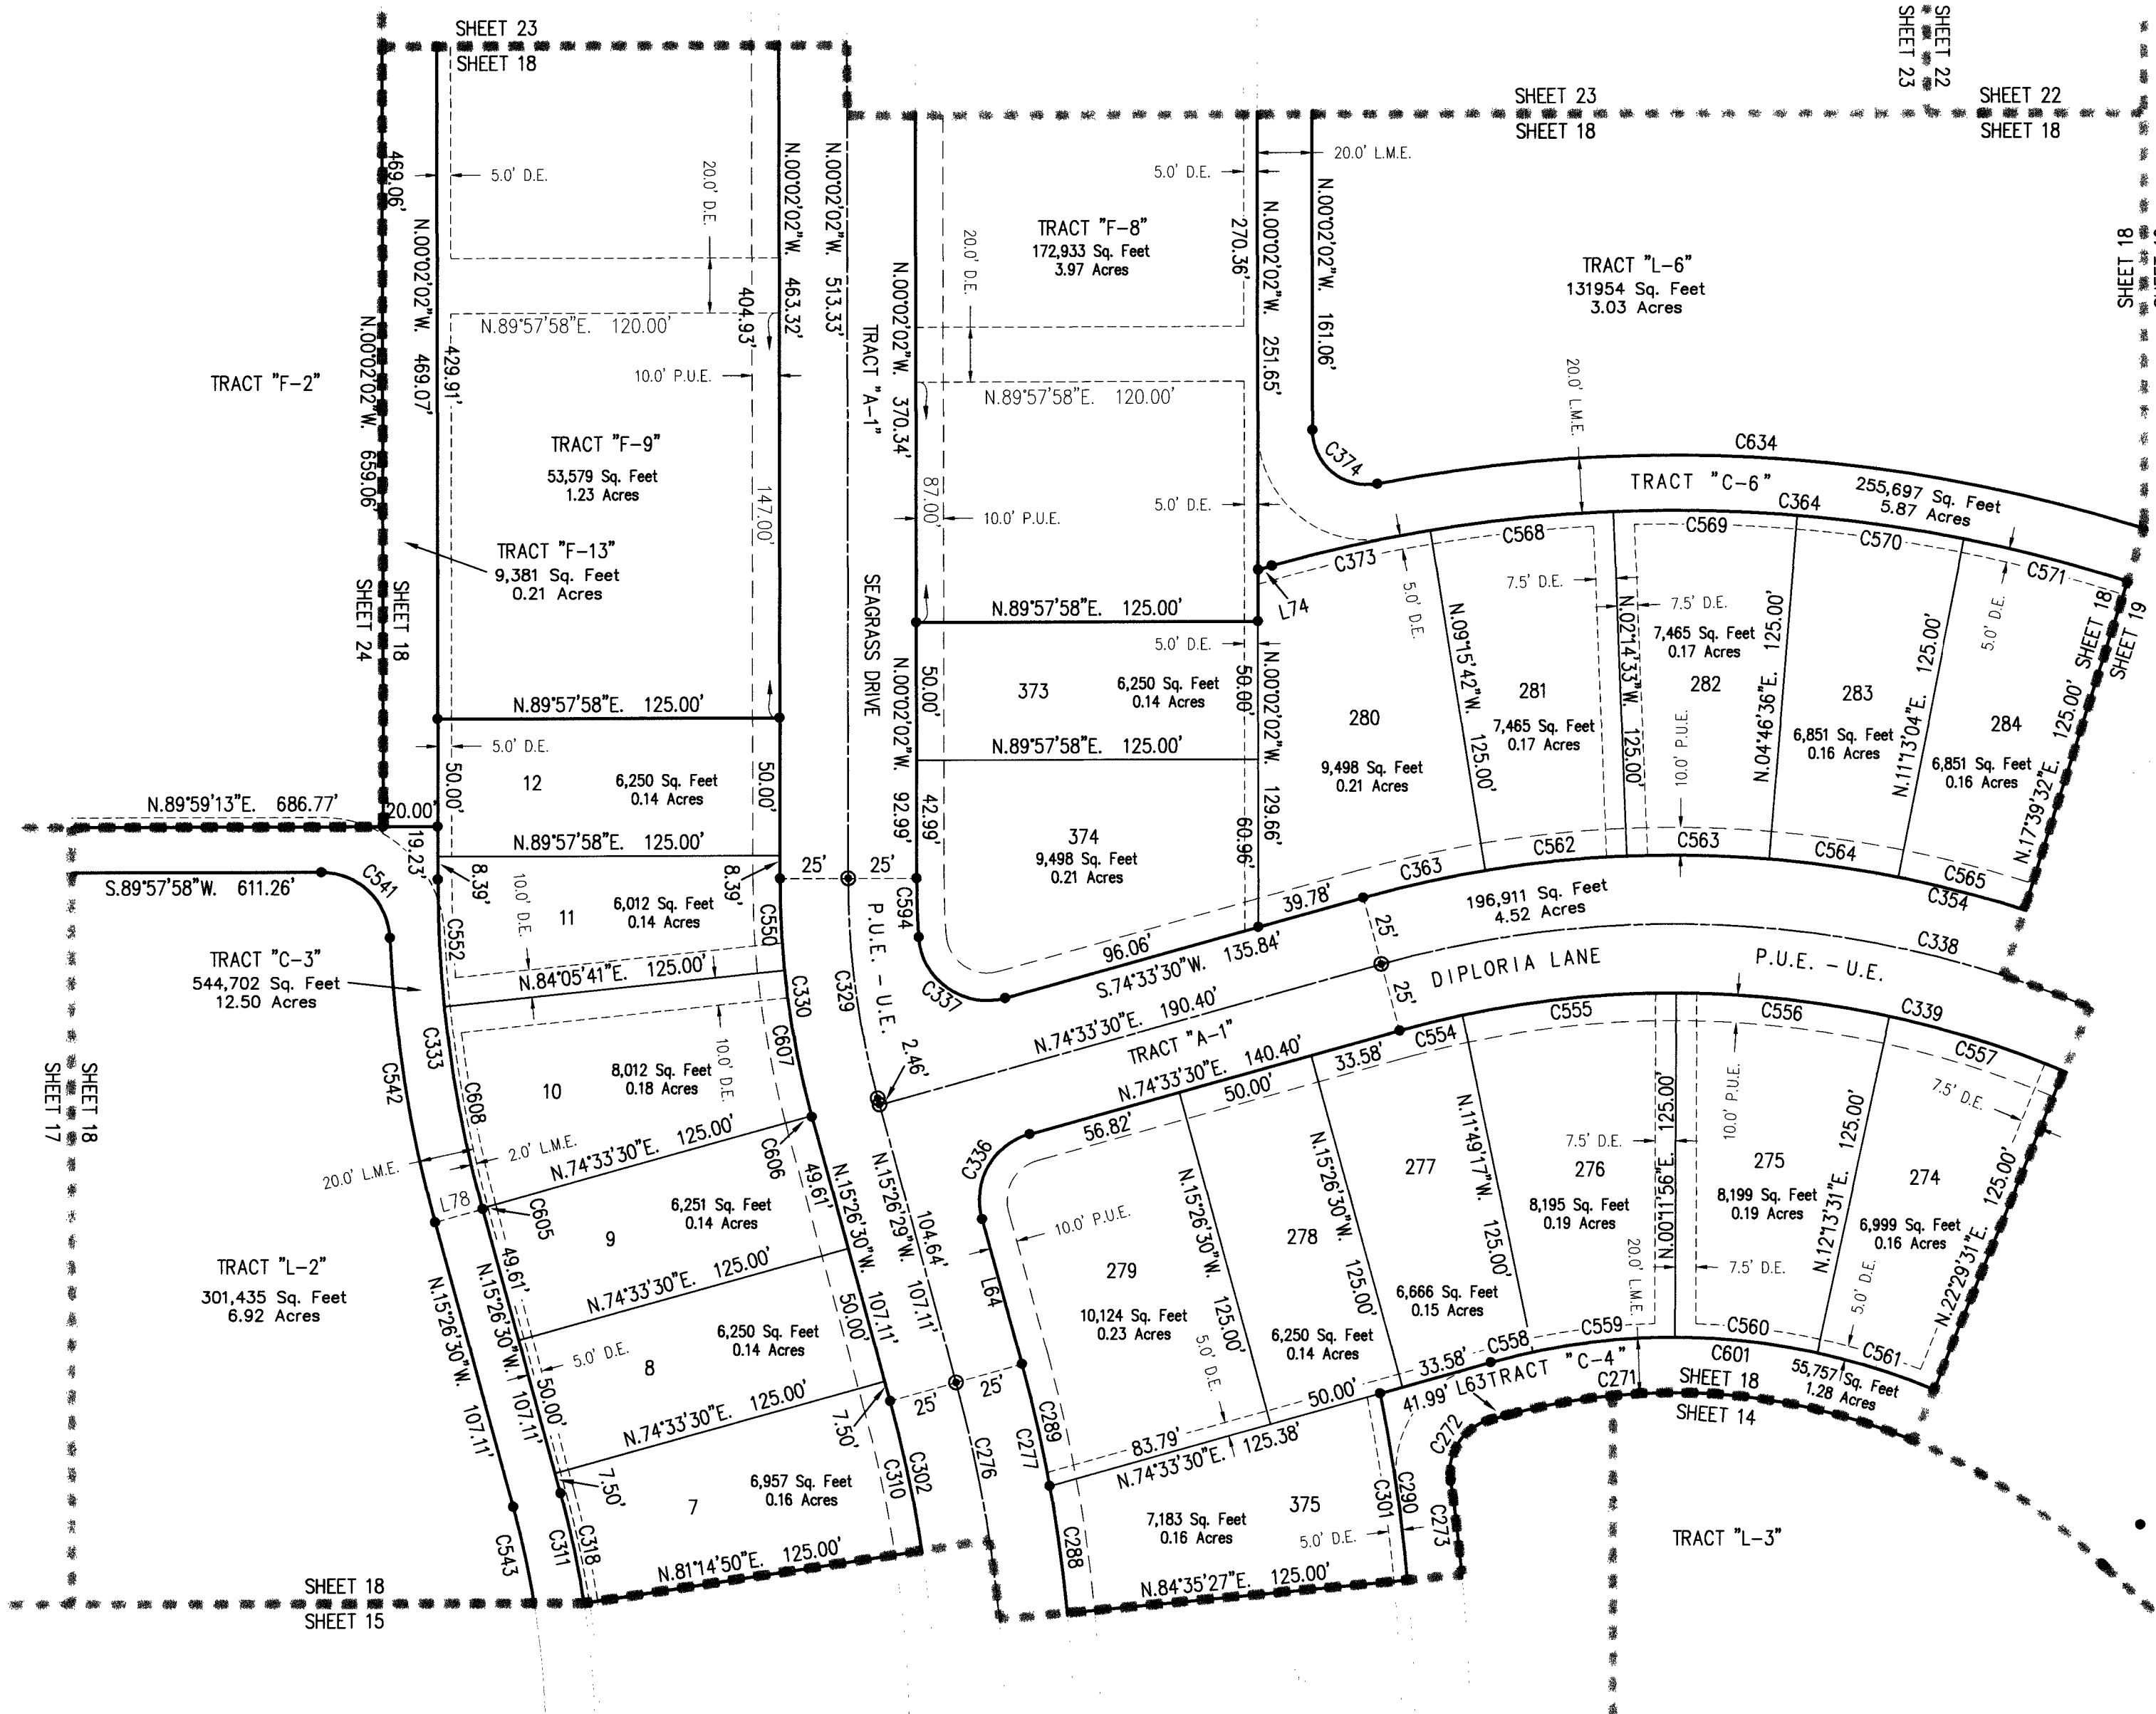 SHEET 23
SHEET 18
SHEET 23
SHEET 22
SHEET 23
SHEET 18
SHEET 22
SHEET 18
SHEET 18
469.06'
N.00°02'02"W. 469.07'
429.91'
5.0' D.E.
20.0' D.E.
N.00°02'02"W. 463.32'
404.93'
N.00°02'02"W. 513.33'
N.89°57'58"E. 120.00'
10.0' P.U.E.
147.00'
TRACT "F-2"
N.00°02'02"W. 659.06'
TRACT "F-9"
53,579 Sq. Feet
1.23 Acres
TRACT "F-13"
9,381 Sq. Feet
0.21 Acres
SHEET 18
SHEET 24
TRACT "A-1"
SEAGRASS DRIVE
N.00°02'02"W. 370.34'
87.00'
20.0' D.E.
5.0' D.E.
TRACT "F-8"
172,933 Sq. Feet
3.97 Acres
N.89°57'58"E. 120.00'
10.0' P.U.E.
5.0' D.E.
270.36'
N.00°02'02"W. 251.65'
20.0' L.M.E.
N.00°02'02"W. 161.06'
TRACT "L-6"
131954 Sq. Feet
3.03 Acres
20.0' L.M.E.
C634
C374
TRACT "C-6"
255,697 Sq. Feet
5.87 Acres
C364
C568
C569
C570
C571
C373
L74
5.0' D.E.
7.5' D.E.
7.5' D.E.
5.0' D.E.
SHEET 18
SHEET 19
N.89°57'58"E. 125.00'
5.0' D.E.
373
6,250 Sq. Feet
0.14 Acres
N.00°02'02"W. 92.99'
50.00'
50.00'
N.00°02'02"W. 129.66'
N.89°57'58"E. 125.00'
42.99'
60.96'
374
9,498 Sq. Feet
0.21 Acres
280
9,498 Sq. Feet
0.21 Acres
N.09°15'42"W. 125.00'
281
7,465 Sq. Feet
0.17 Acres
N.02°14'33"W. 125.00'
7,465 Sq. Feet
0.17 Acres
282
10.0' P.U.E.
N.04°46'36"E. 125.00'
283
6,851 Sq. Feet
0.16 Acres
N.11°13'04"E. 125.00'
284
6,851 Sq. Feet
0.16 Acres
N.17°39'32"E. 125.00'
N.89°57'58"E. 125.00'
5.0' D.E.
12
6,250 Sq. Feet
0.14 Acres
50.00'
50.00'
N.89°59'13"E. 686.77'
20.00'
19.23'
N.89°57'58"E. 125.00'
8.39'
8.39'
25'
25'
S.89°57'58"W. 611.26'
C541
C552
10.0' D.E.
11
6,012 Sq. Feet
0.14 Acres
C550
N.84°05'41"E. 125.00'
C594
C337
P.U.E. - U.E.
C329
2.46'
96.06'
39.78'
S.74°33'30"W. 135.84'
C363
C562
C563
C564
C565
C354
196,911 Sq. Feet
4.52 Acres
25'
25'
DIPLORIA LANE
P.U.E. - U.E.
C338
N.74°33'30"E. 190.40'
TRACT "A-1"
N.74°33'30"E. 140.40'
TRACT "C-3"
544,702 Sq. Feet
12.50 Acres
C333
C330
C607
C542
C608
10
8,012 Sq. Feet
0.18 Acres
10.0' D.E.
2.0' L.M.E.
N.74°33'30"E. 125.00'
C606
20.0' L.M.E.
L78
C605
SHEET 18
SHEET 17
49.61'
N.15°26'30"W. 107.11'
9
6,251 Sq. Feet
0.14 Acres
49.61'
N.15°26'30"W. 107.11'
N.15°26'29"W. 107.11'
104.64'
N.74°33'30"E. 125.00'
TRACT "L-2"
301,435 Sq. Feet
6.92 Acres
N.15°26'30"W. 107.11'
5.0' D.E.
8
6,250 Sq. Feet
0.14 Acres
50.00'
50.00'
N.74°33'30"E. 125.00'
7.50'
7.50'
25'
25'
7
6,957 Sq. Feet
0.16 Acres
C310
C302
C276
C543
C311
C318
N.81°14'50"E. 125.00'
SHEET 18
SHEET 15
C336
56.82'
50.00'
33.58'
C554
C555
C556
C339
C557
L64
10.0' P.U.E.
279
10,124 Sq. Feet
0.23 Acres
5.0' D.E.
N.15°26'30"W. 125.00'
278
6,250 Sq. Feet
0.14 Acres
N.15°26'30"W. 125.00'
277
6,666 Sq. Feet
0.15 Acres
N.11°49'17"W. 125.00'
7.5' D.E.
276
8,195 Sq. Feet
0.19 Acres
20.0' L.M.E.
N.00°11'56"E. 125.00'
10.0' P.U.E.
275
8,199 Sq. Feet
0.19 Acres
7.5' D.E.
N.12°13'31"E. 125.00'
7.5' D.E.
274
6,999 Sq. Feet
0.16 Acres
5.0' D.E.
N.22°29'31"E. 125.00'
C289
C277
83.79'
50.00'
33.58'
C558
C559
C560
C561
N.74°33'30"E. 125.38'
41.99'
L63
TRACT "C-4"
C601
55,757 Sq. Feet
1.28 Acres
C271
SHEET 18
SHEET 14
C272
C273
C288
375
7,183 Sq. Feet
0.16 Acres
5.0' D.E.
C301
C290
N.84°35'27"E. 125.00'
TRACT "L-3"